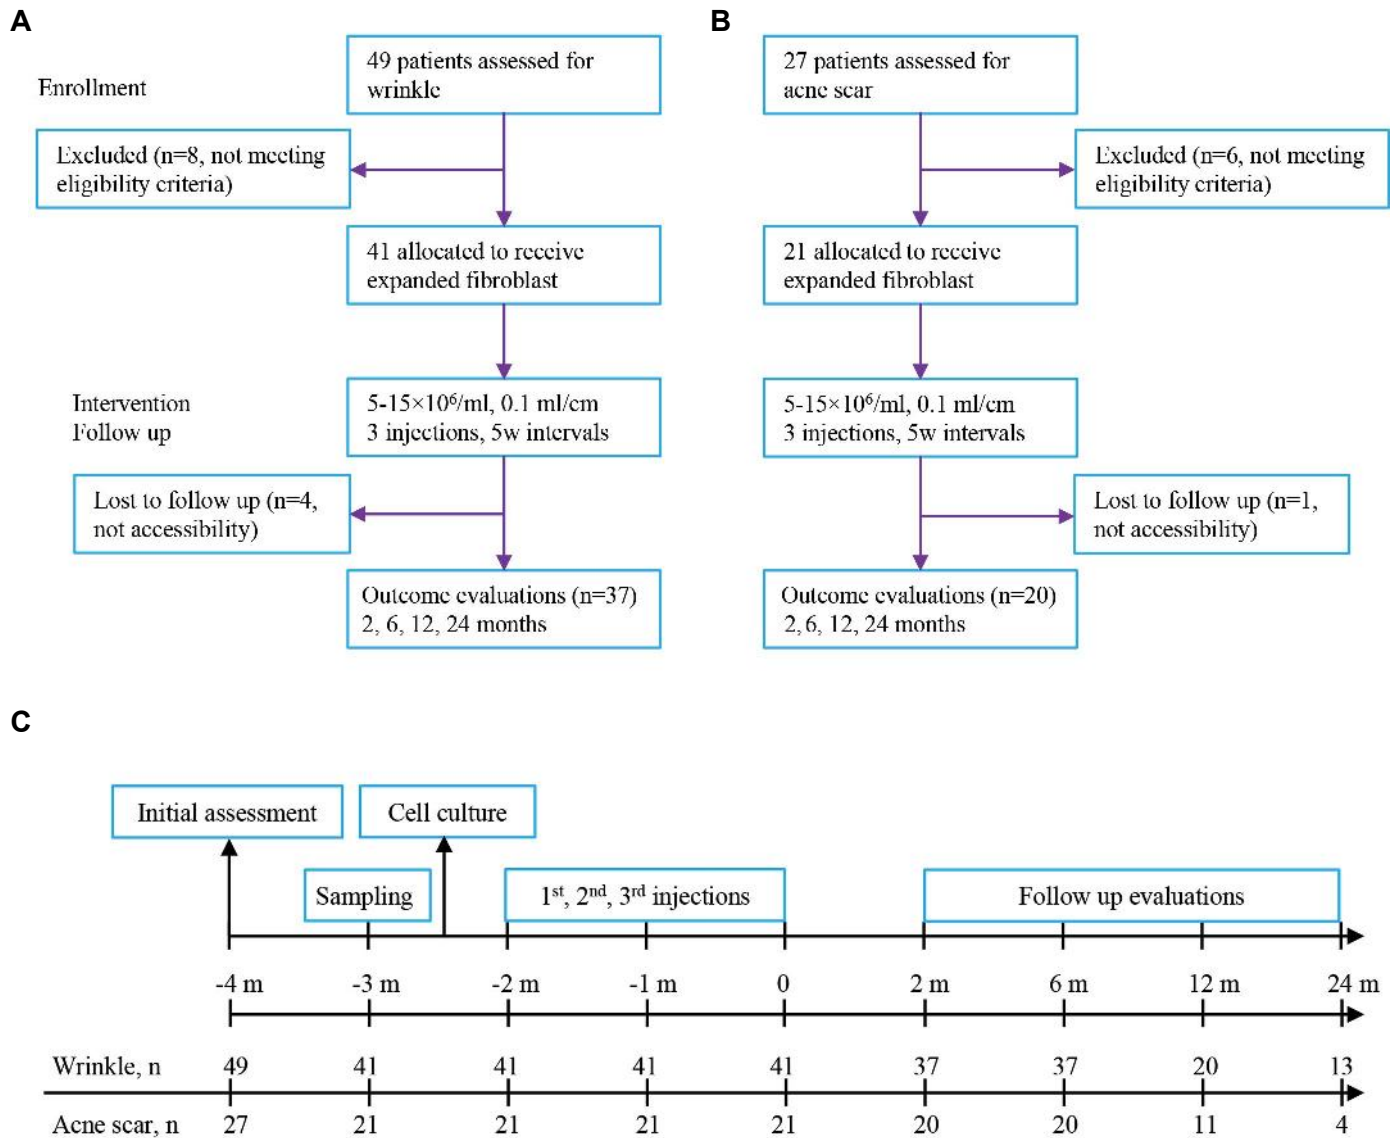 A
B
49 patients assessed for
wrinkle
27 patients assessed for
acne scar
Enrollment
Excluded (n=8, not meeting
eligibility criteria)
Excluded (n=6, not meeting
eligibility criteria)
41 allocated to receive
expanded fibroblast
21 allocated to receive
expanded fibroblast
Intervention
Follow up
5-15×10⁶/ml, 0.1 ml/cm
3 injections, 5w intervals
5-15×10⁶/ml, 0.1 ml/cm
3 injections, 5w intervals
Lost to follow up (n=4,
not accessibility)
Lost to follow up (n=1,
not accessibility)
Outcome evaluations (n=37)
2, 6, 12, 24 months
Outcome evaluations (n=20)
2, 6, 12, 24 months
C
Initial assessment
Cell culture
Sampling
1st, 2nd, 3rd injections
Follow up evaluations
-4 m -3 m -2 m -1 m 0 2 m 6 m 12 m 24 m
Wrinkle, n 49 41 41 41 41 37 37 20 13
Acne scar, n 27 21 21 21 21 20 20 11 4